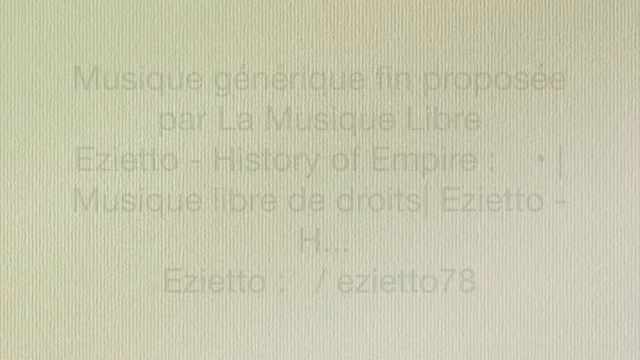 Musique générique fin proposée
par La Musique Libre
Ezietto - History of Empire : • |
Musique libre de droits| Ezietto -
H...
Ezietto : / ezietto78